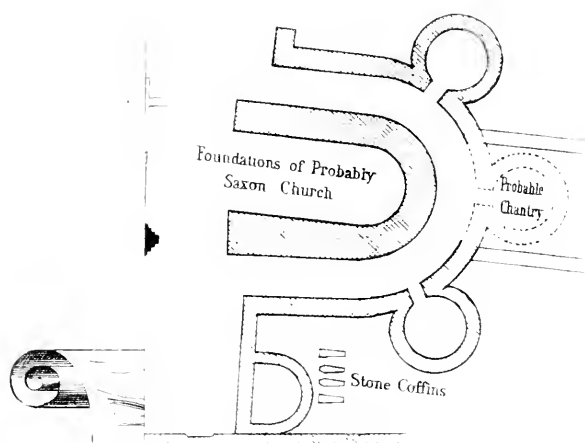 Foundations of Probably
Saxon Church
Probable
Chantry
Stone Coffins